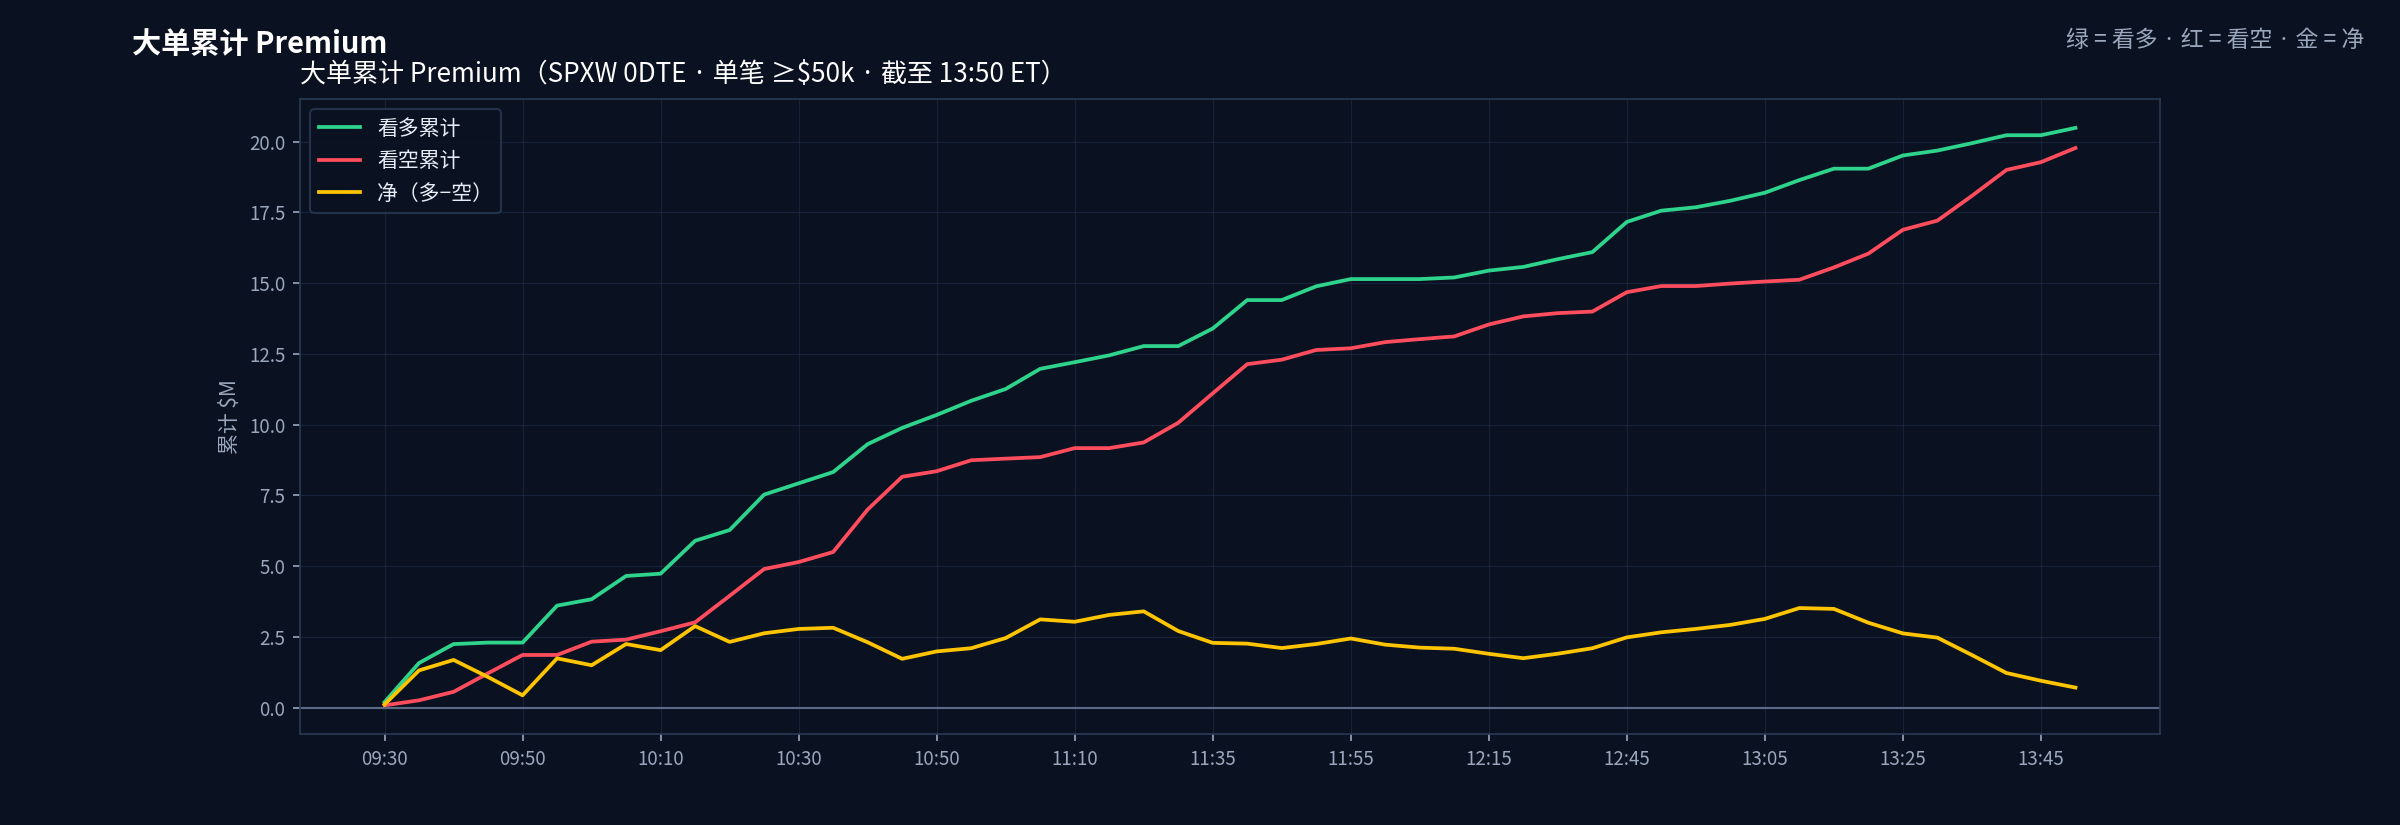 大单累计 Premium
绿 = 看多 · 红 = 看空 · 金 = 净
大单累计 Premium（SPXW 0DTE · 单笔 ≥$50k · 截至 13:50 ET）
看多累计
看空累计
净（多−空）
累计 $M
20.0
17.5
15.0
12.5
10.0
7.5
5.0
2.5
0.0
09:30 09:50 10:10 10:30 10:50 11:10 11:35 11:55 12:15 12:45 13:05 13:25 13:45